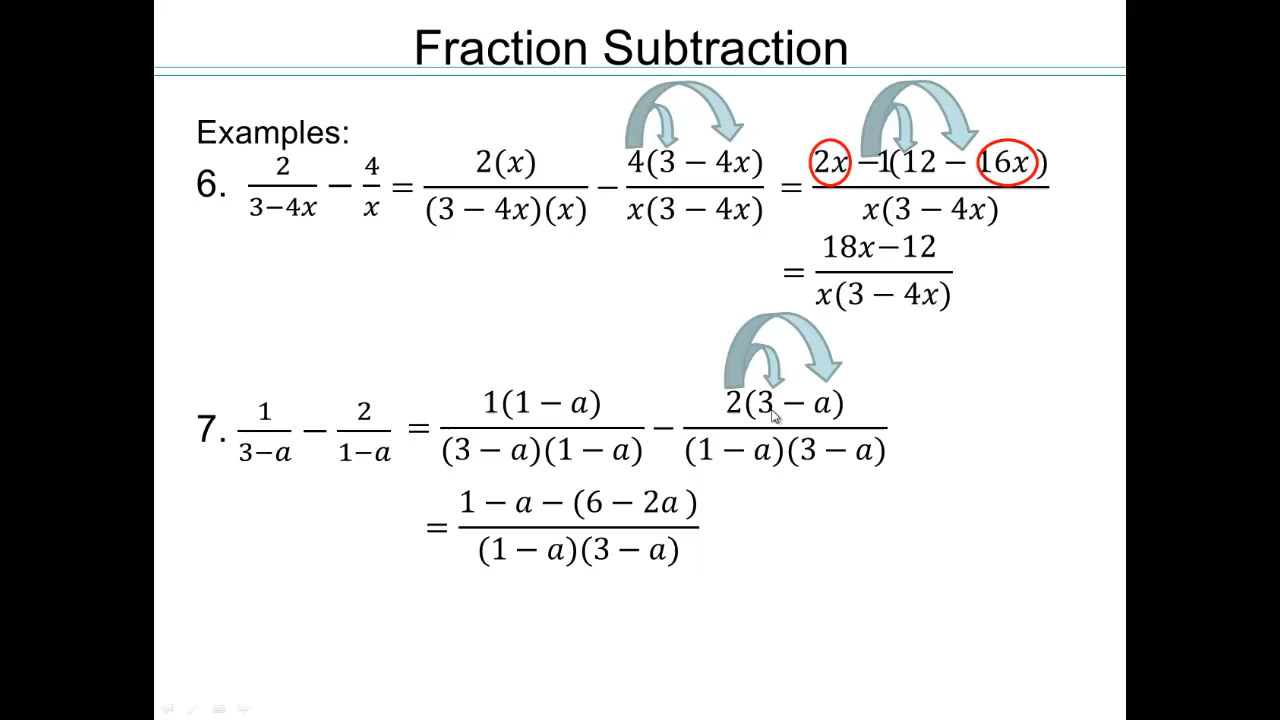 Fraction Subtraction
Examples:
6. 2/(3−4x) − 4/x = 2(x)/((3 − 4x)(x)) − 4(3 − 4x)/(x(3 − 4x)) = (2x −1(12 − 16x))/(x(3 − 4x))
= (18x−12)/(x(3 − 4x))
7. 1/(3−a) − 2/(1−a) = 1(1 − a)/((3 − a)(1 − a)) − 2(3 − a)/((1 − a)(3 − a))
= (1 − a − (6 − 2a ))/((1 − a)(3 − a))